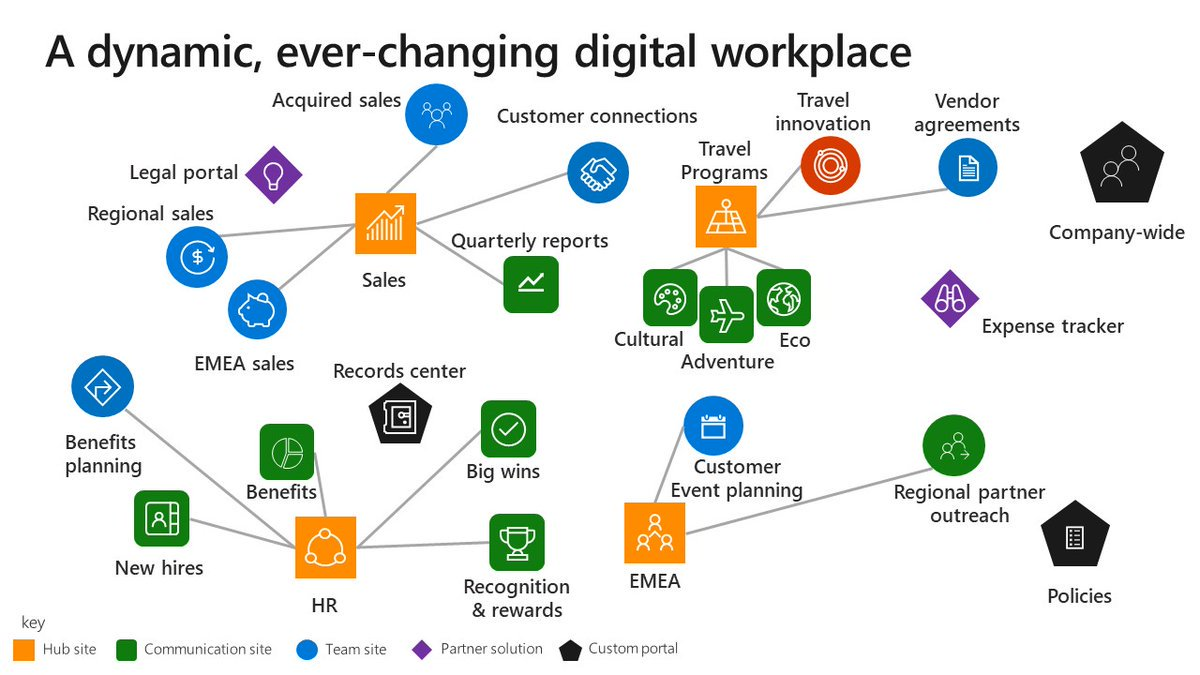 A dynamic, ever-changing digital workplace
Acquired sales
Customer connections
Travel
innovation
Vendor
agreements
Legal portal
Travel
Programs
Regional sales
Company-wide
Quarterly reports
Sales
$
Expense tracker
Cultural
Eco
Adventure
EMEA sales
Records center
Benefits
planning
Big wins
Customer
Event planning
Benefits
Regional partner
outreach
New hires
EMEA
Recognition
& rewards
Policies
HR
key
Hub site
Communication site
Team site
Partner solution
Custom portal